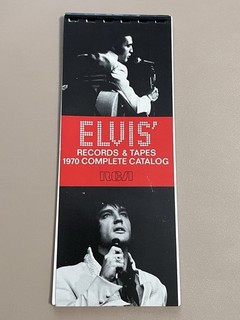 ELVIS'
RECORDS & TAPES
1970 COMPLETE CATALOG
RCA